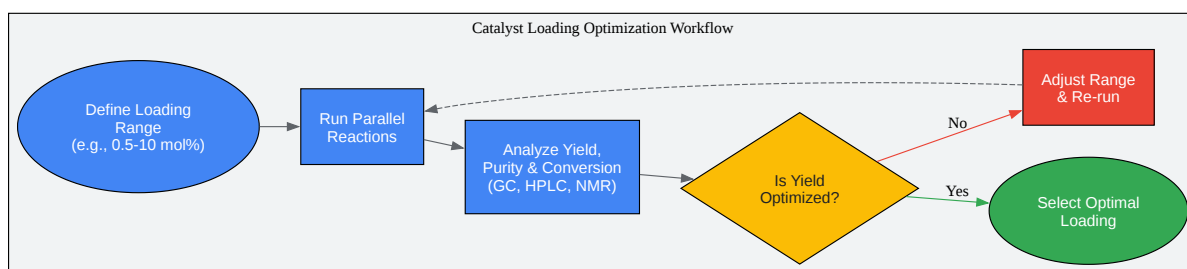 Catalyst Loading Optimization Workflow
Define Loading
Range
(e.g., 0.5-10 mol%)
Run Parallel
Reactions
Analyze Yield,
Purity & Conversion
(GC, HPLC, NMR)
Is Yield
Optimized?
No
Adjust Range
& Re-run
Yes
Select Optimal
Loading